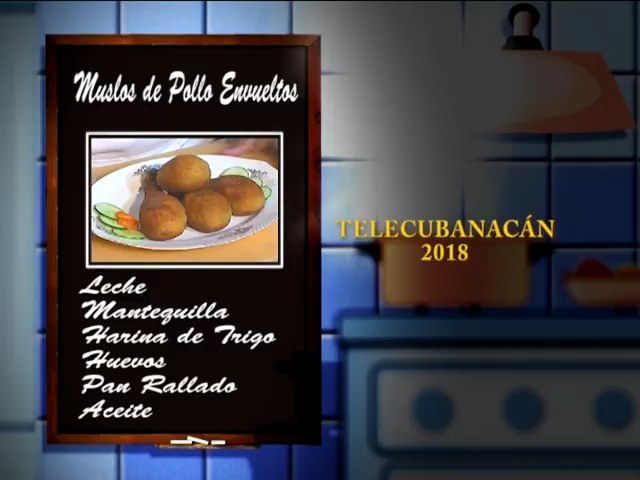 Muslos de Pollo Envueltos
Leche
Mantequilla
Harina de Trigo
Huevos
Pan Rallado
Aceite
TELECUBANACÁN
2018